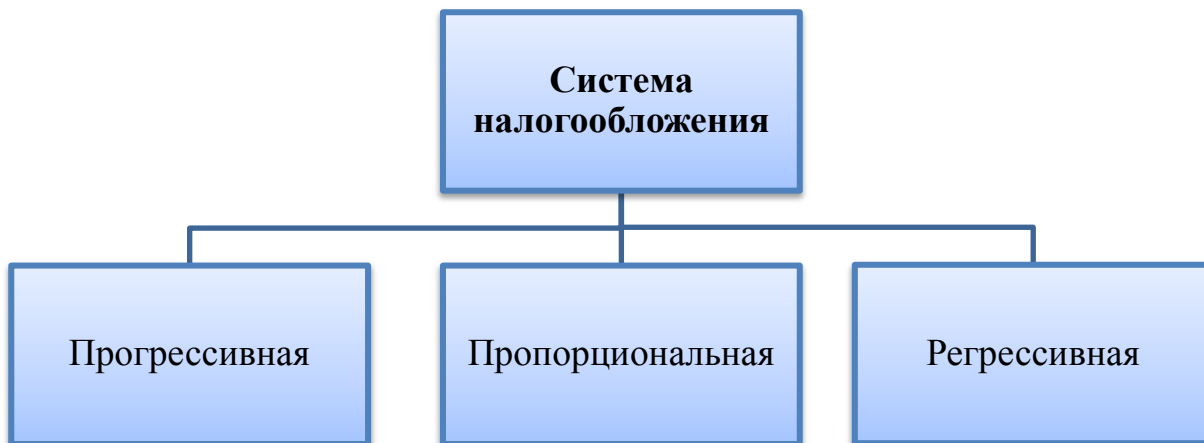 Система
налогообложения
Прогрессивная
Пропорциональная
Регрессивная